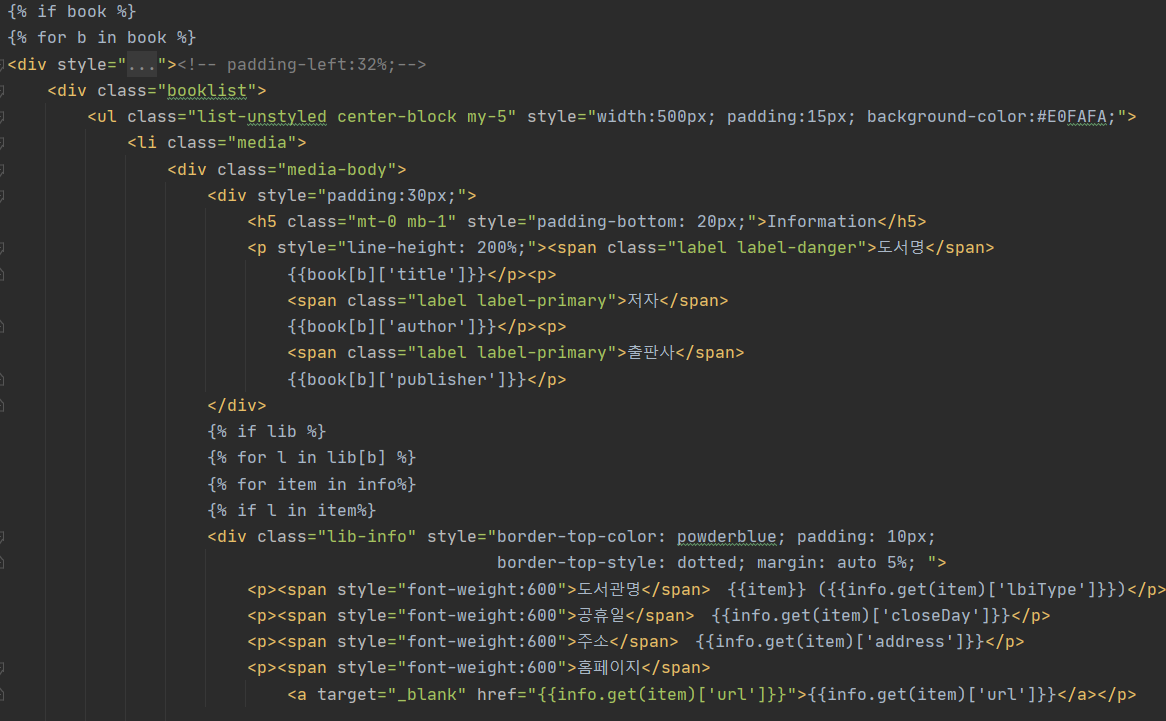 {% if book %}
{% for b in book %}
<div style="..."><!-- padding-left:32%;-->
<div class="booklist">
<ul class="list-unstyled center-block my-5" style="width:500px; padding:15px; background-color:#E0FAFA;">
<li class="media">
<div class="media-body">
<div style="padding:30px;">
<h5 class="mt-0 mb-1" style="padding-bottom: 20px;">Information</h5>
<p style="line-height: 200%;"><span class="label label-danger">도서명</span>
{{book[b]['title']}}</p><p>
<span class="label label-primary">저자</span>
{{book[b]['author']}}</p><p>
<span class="label label-primary">출판사</span>
{{book[b]['publisher']}}</p>
</div>
{% if lib %}
{% for l in lib[b] %}
{% for item in info%}
{% if l in item%}
<div class="lib-info" style="border-top-color: powderblue; padding: 10px;
border-top-style: dotted; margin: auto 5%; ">
<p><span style="font-weight:600">도서관명</span> {{item}} ({{info.get(item)['lbiType']}})</p>
<p><span style="font-weight:600">공휴일</span> {{info.get(item)['closeDay']}}</p>
<p><span style="font-weight:600">주소</span> {{info.get(item)['address']}}</p>
<p><span style="font-weight:600">홈페이지</span>
<a target="_blank" href="{{info.get(item)['url']}}">{{info.get(item)['url']}}</a></p>